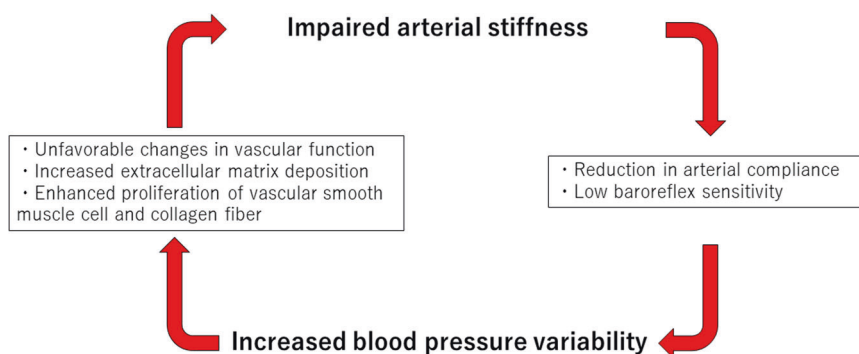 Impaired arterial stiffness
・Unfavorable changes in vascular function
・Increased extracellular matrix deposition
・Enhanced proliferation of vascular smooth
muscle cell and collagen fiber
・Reduction in arterial compliance
・Low baroreflex sensitivity
Increased blood pressure variability